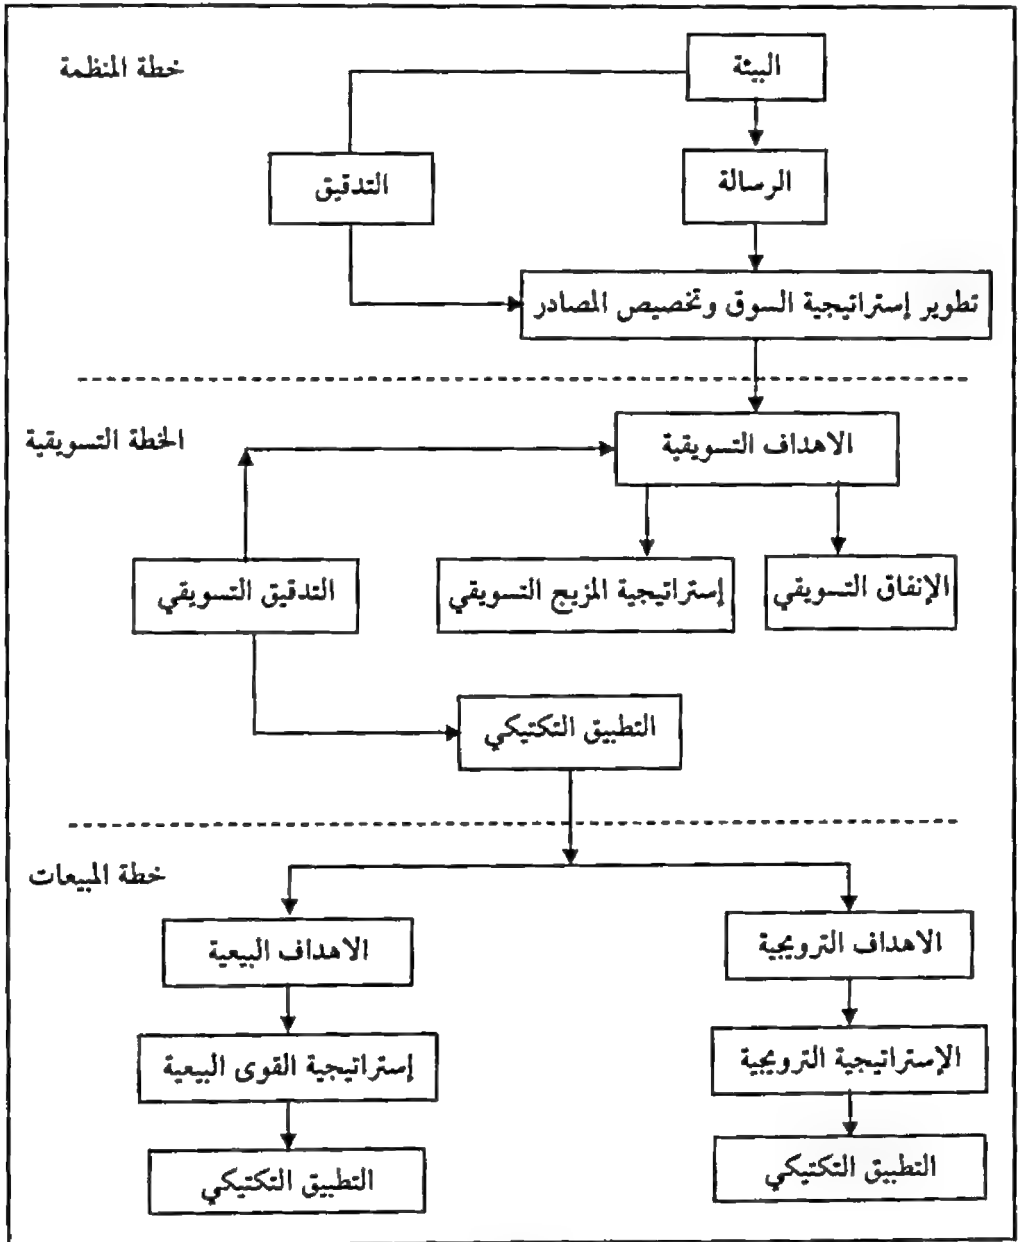 خطة المنظمة
البيئة
التدقيق
الرسالة
تطوير إستراتيجية السوق وتخصيص المصادر
الخطة التسويقية
الاهداف التسويقية
التدقيق التسويقي
إستراتيجية المزيج التسويقي
الإنفاق التسويقي
التطبيق التكتيكي
خطة المبيعات
الاهداف الترويجية
الاهداف البيعية
الإستراتيجية الترويجية
إستراتيجية القوى البيعية
التطبيق التكتيكي
التطبيق التكتيكي